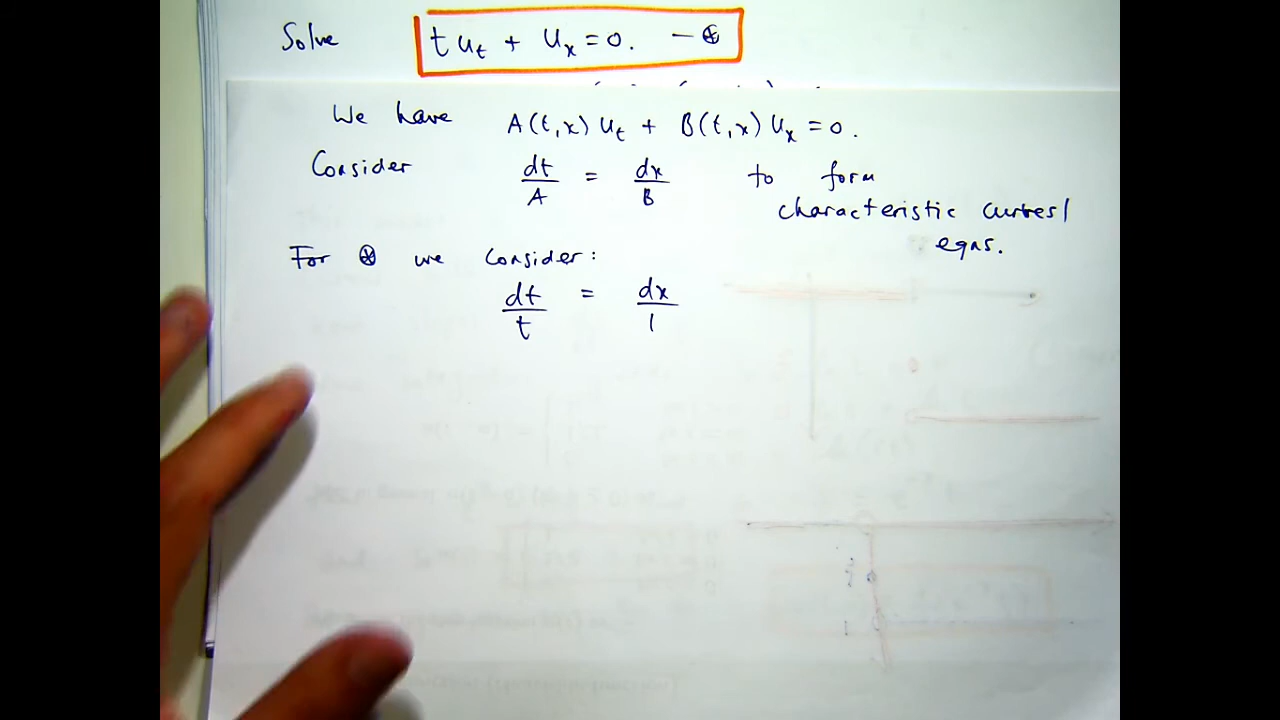 Solve t u_t + u_x = 0. — ⊛
We have A(t,x) u_t + B(t,x) u_x = 0.
Consider dt/A = dx/B to form
characteristic curves/
eqns.
For ⊛ we consider:
dt/t = dx/1